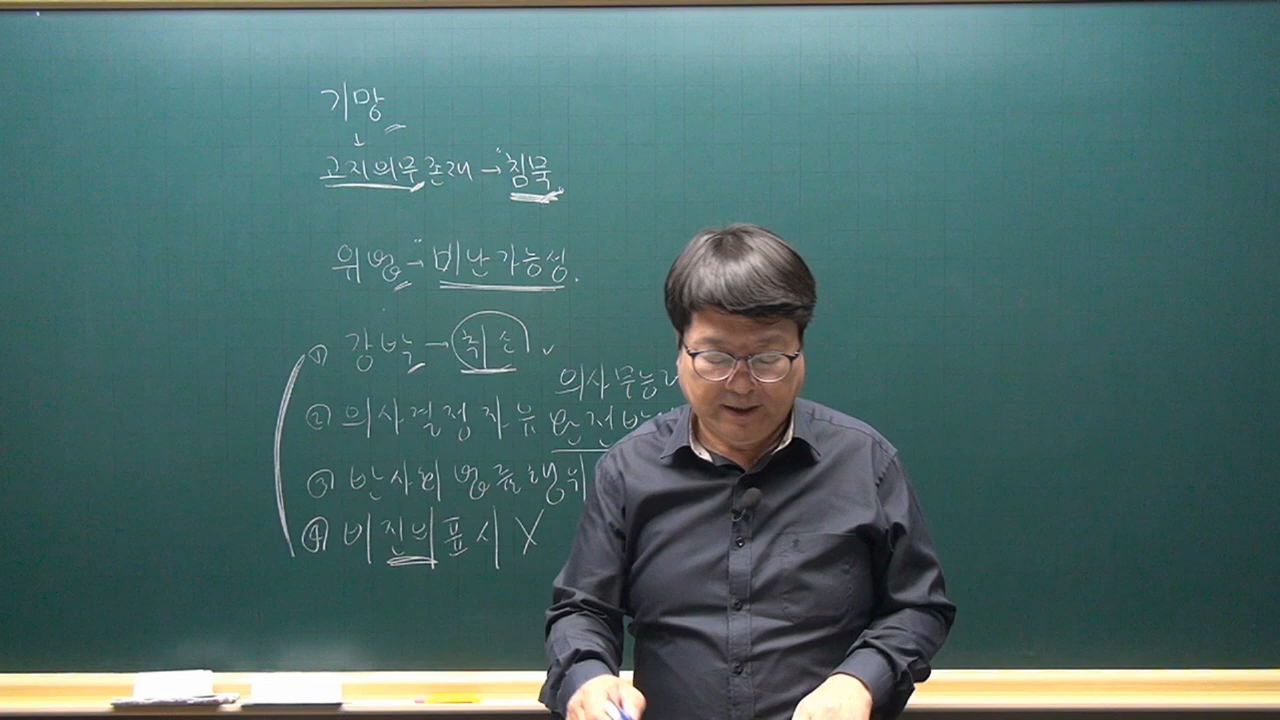 기망
↓
고지의무존재 → 침묵
위법 → 비난가능성.
① 강박 → 취소 ✓
의사무능
② 의사결정자유 완전박
③ 반사회 법률행위
④ 비진의표시 X